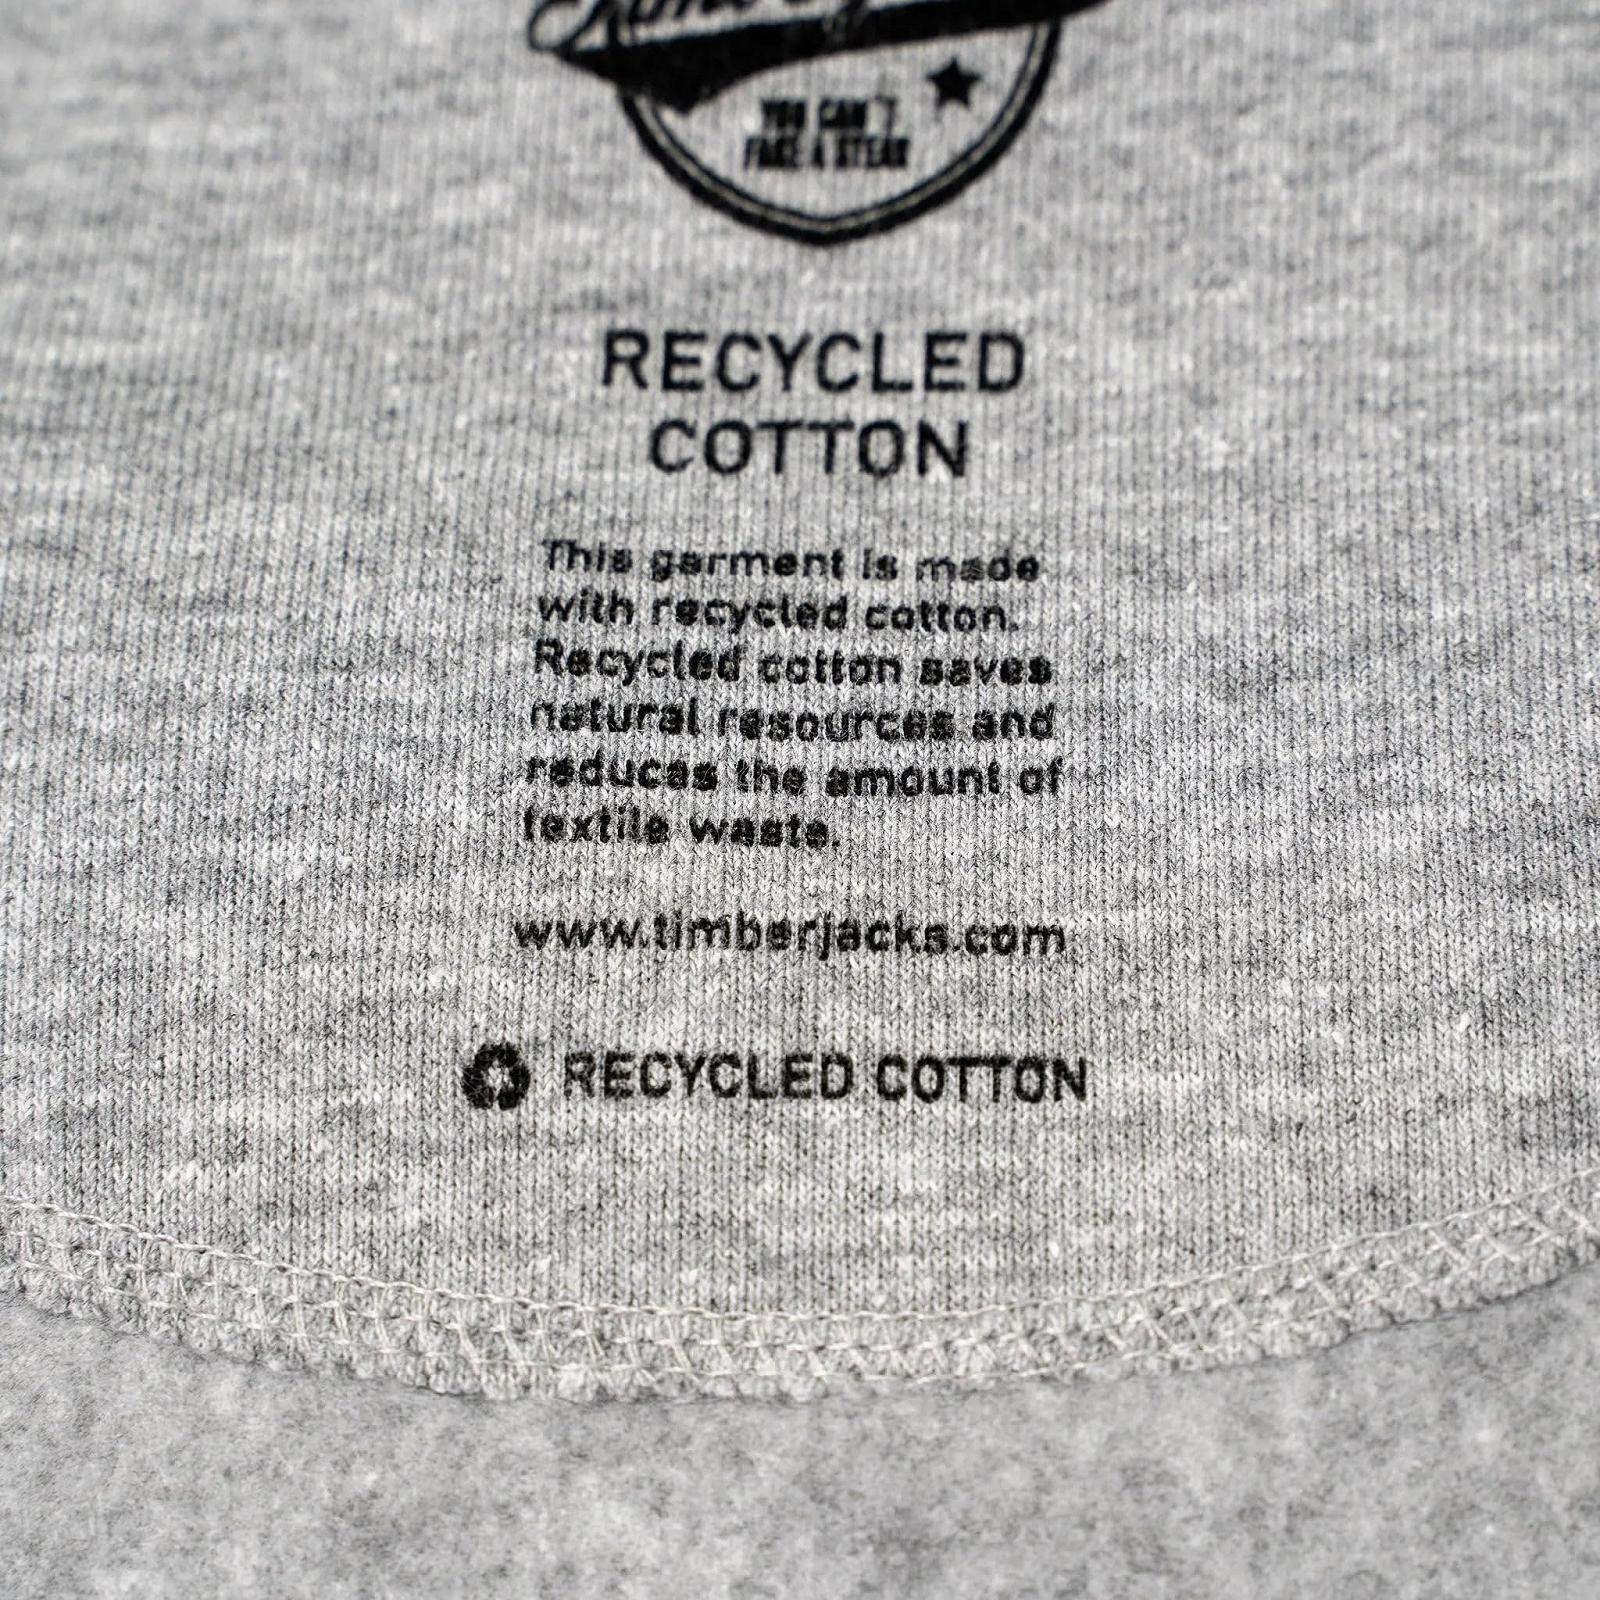 YOU CAN'T
FAKE A STEAK
RECYCLED
COTTON
This garment is made
with recycled cotton.
Recycled cotton saves
natural resources and
reduces the amount of
textile waste.
www.timberjacks.com
RECYCLED COTTON